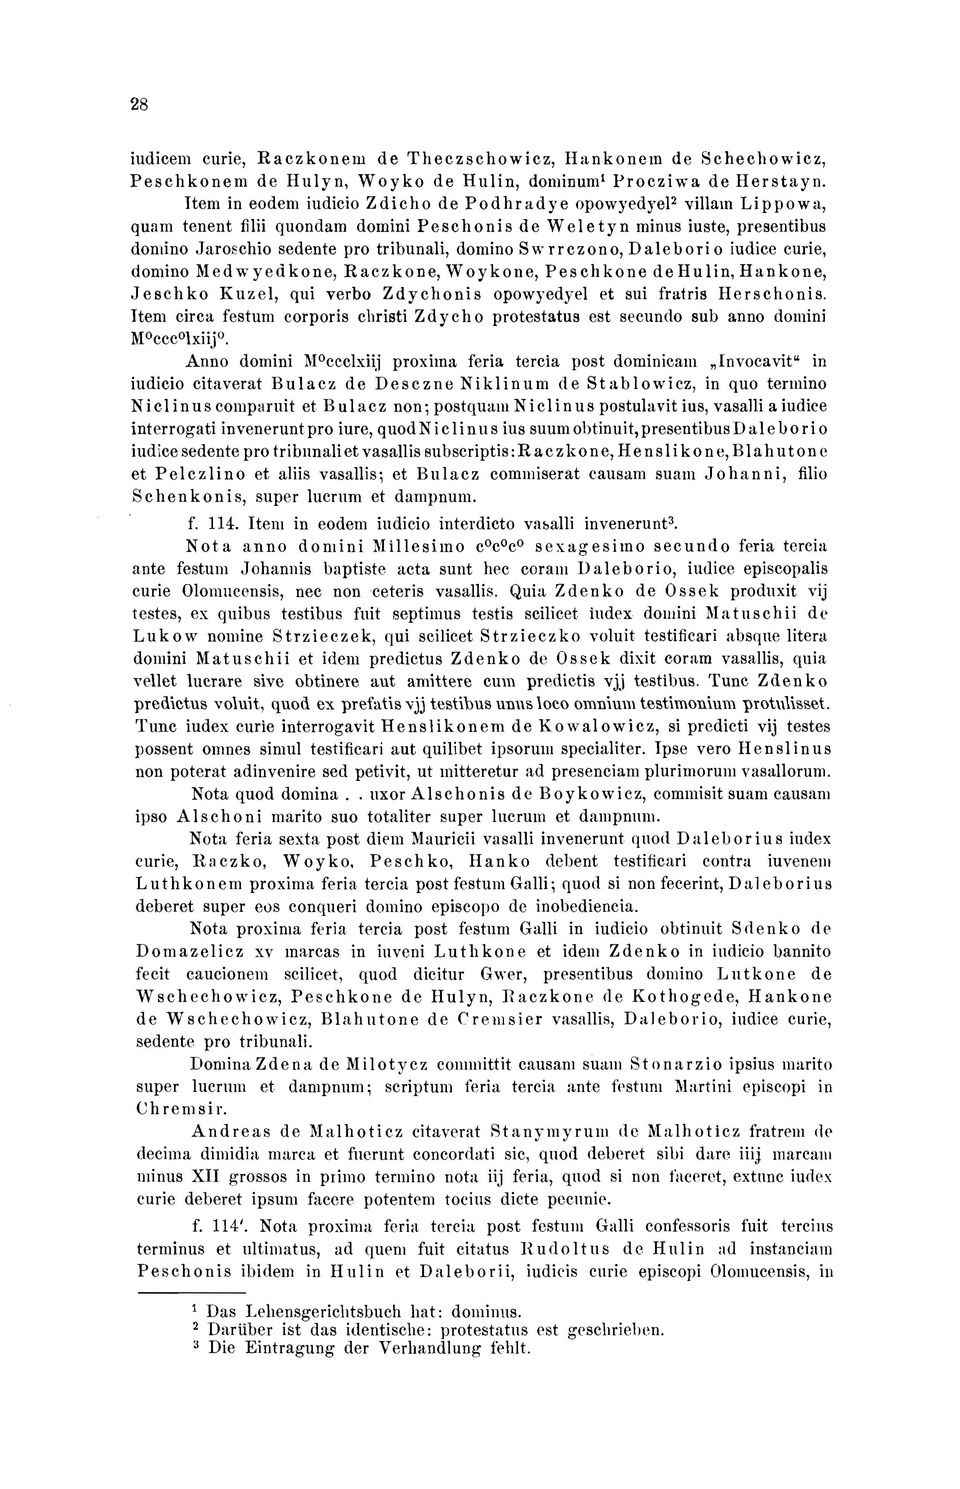 28
iudicem curie, Raczkonem de Theczschowicz, Hankonem de Schechowicz,
Peschkonem de Hulyn, Woyko de Hulin, dominum¹ Procziwa de Herstayn.
Item in eodem iudicio Zdicho de Podhradye opowyedyel² villam Lippowa,
quam tenent filii quondam domini Peschonis de Weletyn minus iuste, presentibus
domino Jaroschio sedente pro tribunali, domino Swrrczono, Daleborio iudice curie,
domino Medwyedkone, Raczkone, Woykone, Peschkone de Hulin, Hankone,
Jeschko Kuzel, qui verbo Zdychonis opowyedyel et sui fratris Herschonis.
Item circa festum corporis christi Zdycho protestatus est secundo sub anno domini
Mºcccºlxiijº.
Anno domini Mºccclxiij proxima feria tercia post dominicam „Invocavit“ in
iudicio citaverat Bulacz de Desczne Niklinum de Stablowicz, in quo termino
Niclinus comparuit et Bulacz non; postquam Niclinus postulavit ius, vasalli a iudice
interrogati invenerunt pro iure, quod Niclinus ius suum obtinuit, presentibus Daleborio
iudice sedente pro tribunali et vasallis subscriptis: Raczkone, Henslikone, Blahutone
et Pelczlino et aliis vasallis; et Bulacz commiserat causam suam Johanni, filio
Schenkonis, super lucrum et dampnum.
f. 114. Item in eodem iudicio interdicto vasalli invenerunt³.
Nota anno domini Millesimo cºcºcº sexagesimo secundo feria tercia
ante festum Johannis baptiste acta sunt hec coram Daleborio, iudice episcopalis
curie Olomucensis, nec non ceteris vasallis. Quia Zdenko de Ossek produxit vij
testes, ex quibus testibus fuit septimus testis scilicet iudex domini Matuschii de
Lukow nomine Strzieczek, qui scilicet Strzieczko voluit testificari absque litera
domini Matuschii et idem predictus Zdenko de Ossek dixit coram vasallis, quia
vellet lucrare sive obtinere aut amittere cum predictis vjj testibus. Tunc Zdenko
predictus voluit, quod ex prefatis vjj testibus unus loco omnium testimonium protulisset.
Tunc iudex curie interrogavit Henslikonem de Kowalowicz, si predicti vij testes
possent omnes simul testificari aut quilibet ipsorum specialiter. Ipse vero Henslinus
non poterat adinvenire sed petivit, ut mitteretur ad presenciam plurimorum vasallorum.
Nota quod domina . . uxor Alschonis de Boykowicz, commisit suam causam
ipso Alschoni marito suo totaliter super lucrum et dampnum.
Nota feria sexta post diem Mauricii vasalli invenerunt quod Daleborius iudex
curie, Raczko, Woyko, Peschko, Hanko debent testificari contra iuvenem
Luthkonem proxima feria tercia post festum Galli; quod si non fecerint, Daleborius
deberet super eos conqueri domino episcopo de inobediencia.
Nota proxima feria tercia post festum Galli in iudicio obtinuit Sdenko de
Domazelicz xv marcas in iuveni Luthkone et idem Zdenko in iudicio bannito
fecit caucionem scilicet, quod dicitur Gwer, presentibus domino Lutkone de
Wschechowicz, Peschkone de Hulyn, Raczkone de Kothogede, Hankone
de Wschechowicz, Blahutone de Cremsier vasallis, Daleborio, iudice curie,
sedente pro tribunali.
Domina Zdena de Milotycz committit causam suam Stonarzio ipsius marito
super lucrum et dampnum; scriptum feria tercia ante festum Martini episcopi in
Chremsir.
Andreas de Malhoticz citaverat Stanymyrum de Malhoticz fratrem de
decima dimidia marca et fuerunt concordati sic, quod deberet sibi dare iiij marcam
minus XII grossos in primo termino nota iij feria, quod si non faceret, extunc iudex
curie deberet ipsum facere potentem tocius dicte pecunie.
f. 114'. Nota proxima feria tercia post festum Galli confessoris fuit tercius
terminus et ultimatus, ad quem fuit citatus Rudoltus de Hulin ad instanciam
Peschonis ibidem in Hulin et Daleborii, iudicis curie episcopi Olomucensis, in
¹ Das Lehensgerichtsbuch hat: dominus.
² Darüber ist das identische: protestatus est geschrieben.
³ Die Eintragung der Verhandlung fehlt.